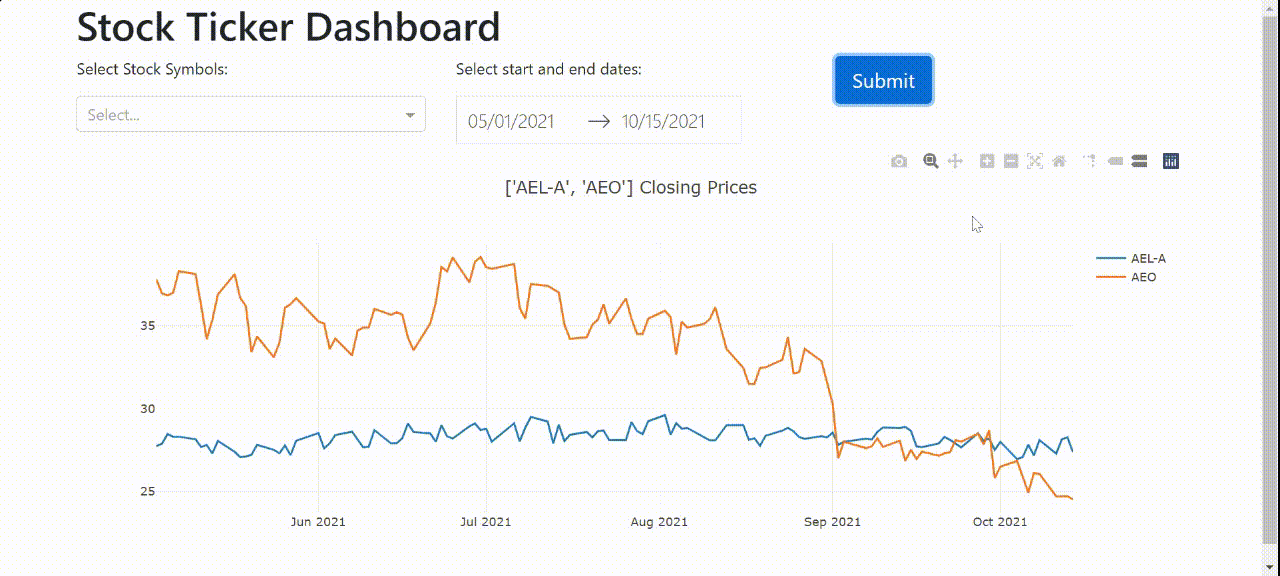 Stock Ticker Dashboard
Select Stock Symbols:
Select start and end dates:
Submit
Select...
05/01/2021 → 10/15/2021
['AEL-A', 'AEO'] Closing Prices
AEL-A
AEO
35
30
25
Jun 2021 Jul 2021 Aug 2021 Sep 2021 Oct 2021